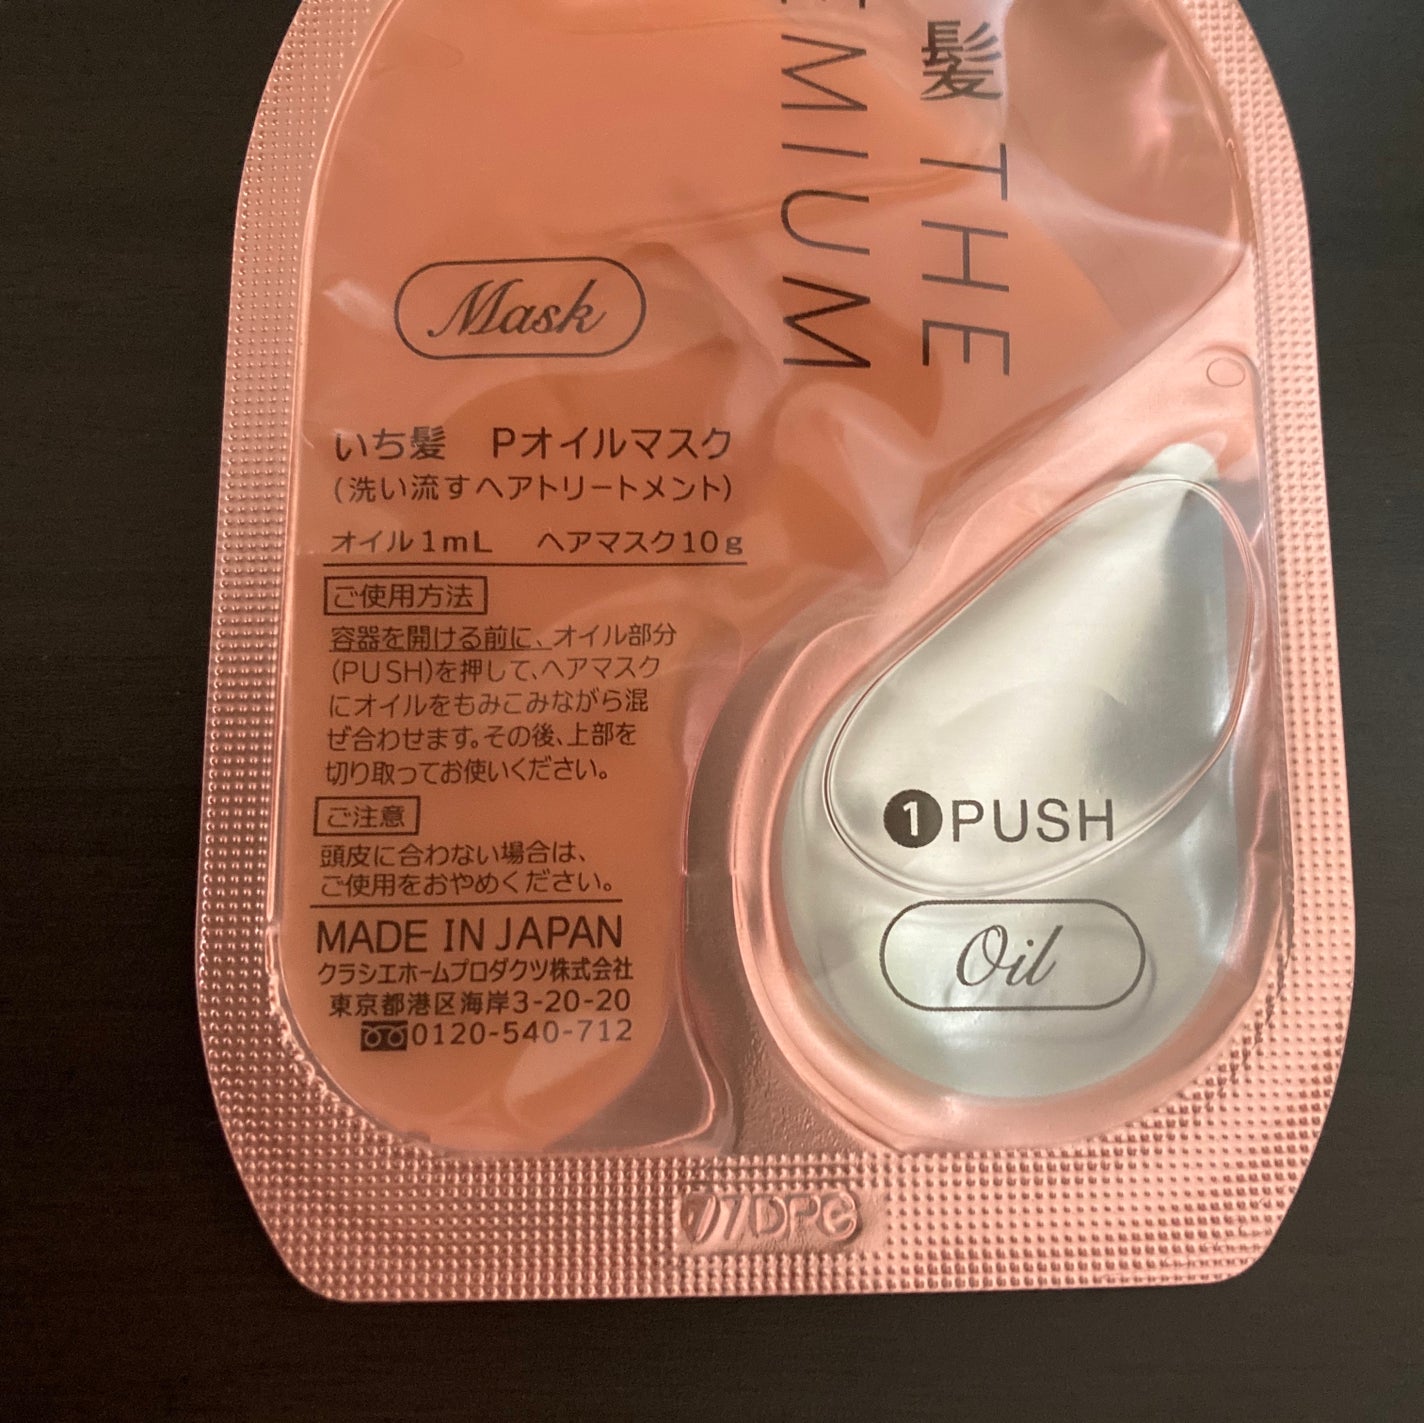 髪 THE
EMIUM
Mask
いち髪 Pオイルマスク
(洗い流すヘアトリートメント)
オイル1mL ヘアマスク10g
ご使用方法
容器を開ける前に、オイル部分
(PUSH)を押して、ヘアマスク
にオイルをもみこみながら混
ぜ合わせます。その後、上部を
切り取ってお使いください。
ご注意
頭皮に合わない場合は、
ご使用をおやめください。
MADE IN JAPAN
クラシエホームプロダクツ株式会社
東京都港区海岸3-20-20
0120-540-712
1 PUSH
Oil